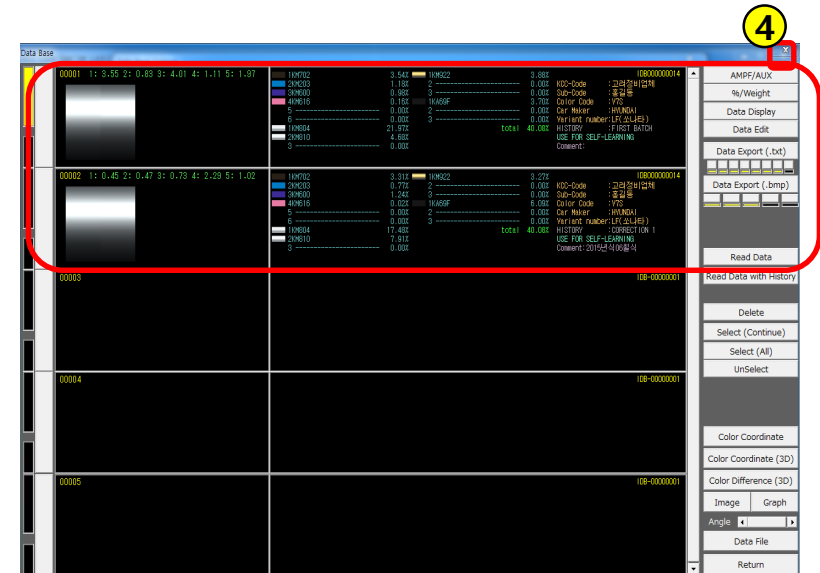 4
Data Base
x
00001 1: 3.55 2: 0.83 3: 4.01 4: 1.11 5: 1.97
1KM702 3.54% 1KM922 3.88% IDB000000014
2KM203 1.18% 2 0.00% KCC-Code :고려정비업체
3KM600 0.98% 3 0.00% Sub-Code :홍길동
4KM616 0.16% 1KA69F 3.70% Color Code :Y7S
5 0.00% 2 0.00% Car Maker :HYUNDAI
6 0.00% 3 0.00% Variant number:LF(쏘나타)
1KM804 21.97% total 40.00% HISTORY :FIRST BATCH
2KM810 4.68% USE FOR SELF-LEARNING
3 0.00% Comment:
00002 1: 0.45 2: 0.47 3: 0.73 4: 2.29 5: 1.02
1KM702 3.31% 1KM922 3.27% IDB000000014
2KM203 0.77% 2 0.00% KCC-Code :고려정비업체
3KM600 1.24% 3 0.00% Sub-Code :홍길동
4KM616 0.02% 1KA69F 6.09% Color Code :Y7S
5 0.00% 2 0.00% Car Maker :HYUNDAI
6 0.00% 3 0.00% Variant number:LF(쏘나타)
1KM804 17.48% total 40.00% HISTORY :CORRECTION 1
2KM810 7.91% USE FOR SELF-LEARNING
3 0.00% Comment:2015년식06월식
00003 IDB-00000001
00004 IDB-00000001
00005 IDB-00000001
AMPF/AUX
%/Weight
Data Display
Data Edit
Data Export (.txt)
Data Export (.bmp)
Read Data
Read Data with History
Delete
Select (Continue)
Select (All)
UnSelect
Color Coordinate
Color Coordinate (3D)
Color Difference (3D)
Image Graph
Angle
Data File
Return